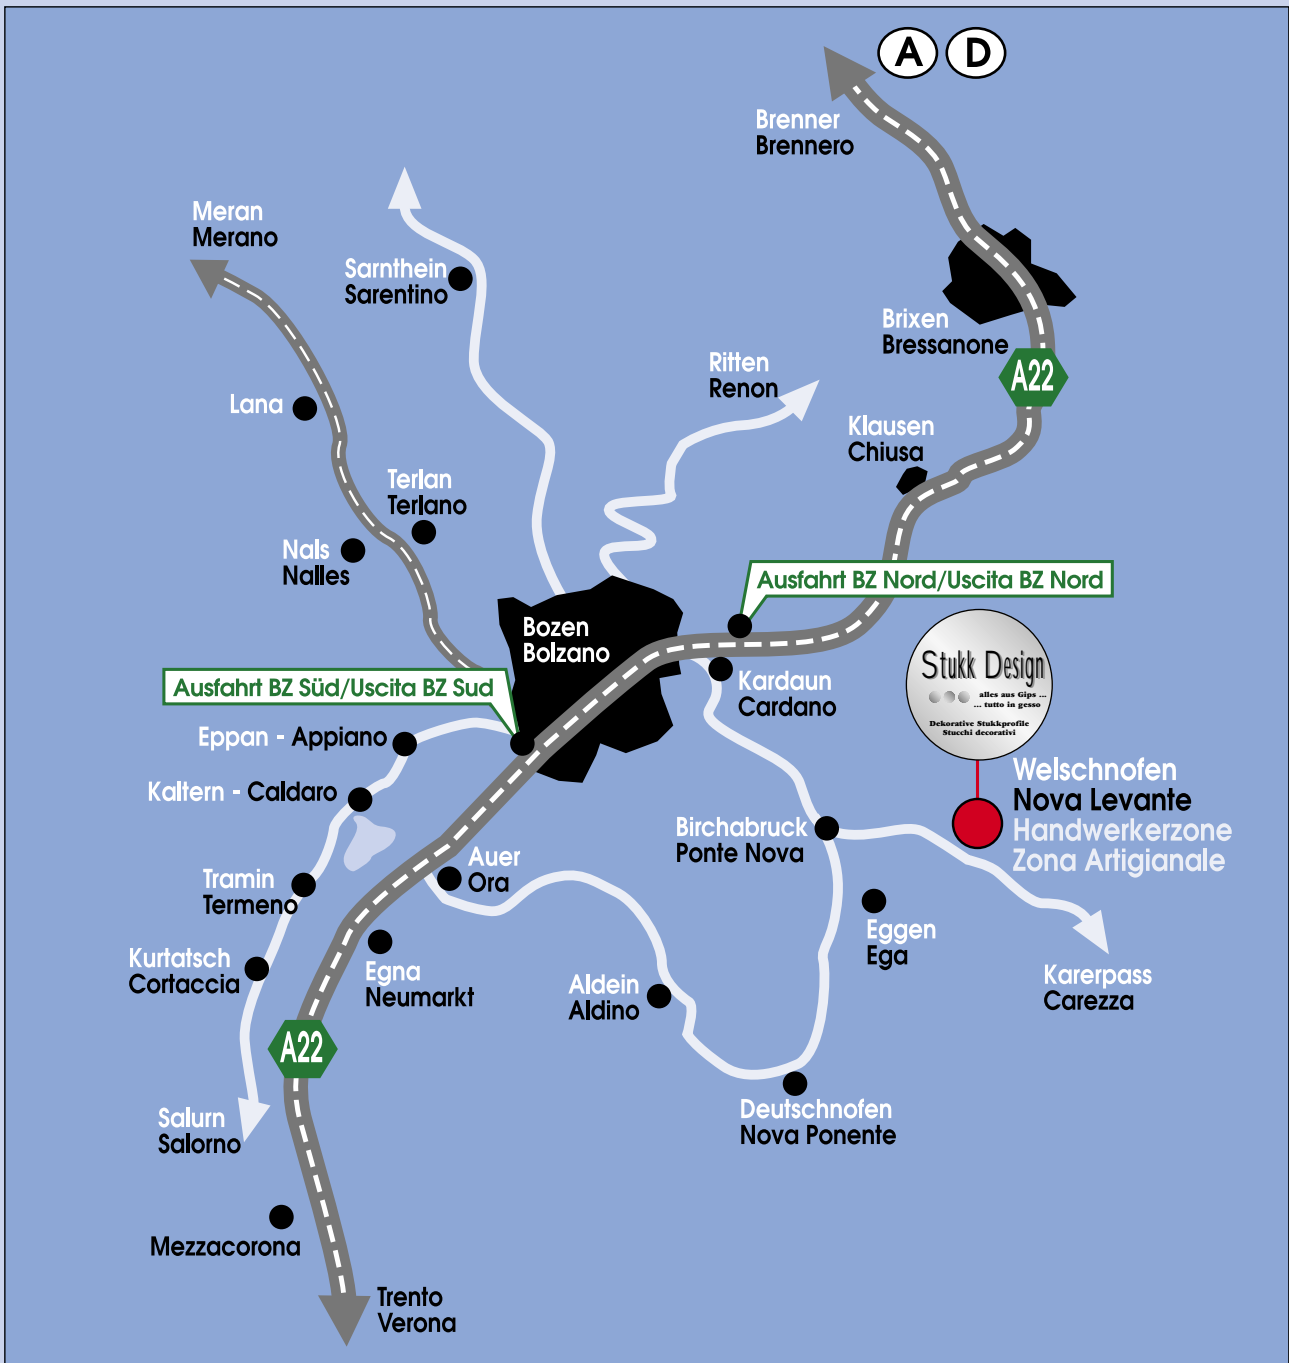 A D
Brenner
Brennero
Meran
Merano
Sarnthein
Sarentino
Brixen
Bressanone
A22
Ritten
Renon
Lana
Klausen
Chiusa
Terlan
Terlano
Nals
Nalles
Ausfahrt BZ Nord/Uscita BZ Nord
Bozen
Bolzano
Stukk Design
alles aus Gips ...
... tutto in gesso
Dekorative Stukkprofile
Stucchi decorativi
Ausfahrt BZ Süd/Uscita BZ Sud
Kardaun
Cardano
Eppan - Appiano
Kaltern - Caldaro
Welschnofen
Nova Levante
Handwerkerzone
Zona Artigianale
Birchabruck
Ponte Nova
Auer
Ora
Tramin
Termeno
Eggen
Ega
Kurtatsch
Cortaccia
Egna
Neumarkt
Aldein
Aldino
Karerpass
Carezza
A22
Salurn
Salorno
Deutschnofen
Nova Ponente
Mezzacorona
Trento
Verona